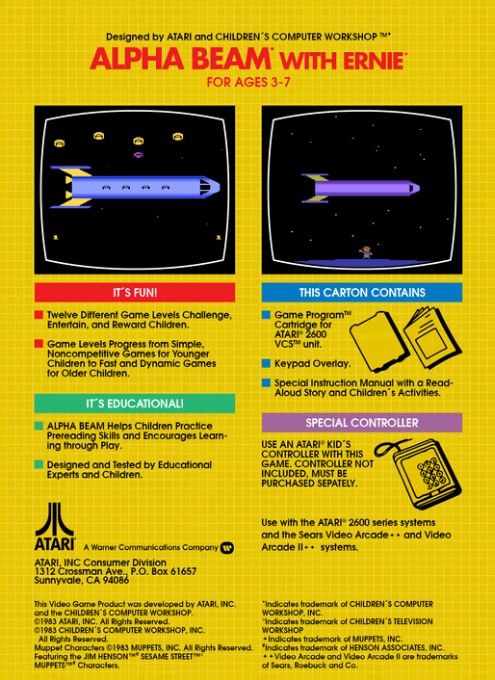 Designed by ATARI and CHILDREN´S COMPUTER WORKSHOP ™*
ALPHA BEAM* WITH ERNIE™
FOR AGES 3-7
IT´S FUN!
Twelve Different Game Levels Challenge,
Entertain, and Reward Children.
Game Levels Progress from Simple,
Noncompetitive Games for Younger
Children to Fast and Dynamic Games
for Older Children.
IT´S EDUCATIONAL!
ALPHA BEAM Helps Children Practice
Prereading Skills and Encourages Learn-
ing through Play.
Designed and Tested by Educational
Experts and Children.
THIS CARTON CONTAINS
Game Program™
Cartridge for
ATARI® 2600
VCS™ unit.
Keypad Overlay.
Special Instruction Manual with a Read-
Aloud Story and Children´s Activities.
SPECIAL CONTROLLER
USE AN ATARI® KID´S
CONTROLLER WITH THIS
GAME. CONTROLLER NOT
INCLUDED, MUST BE
PURCHASED SEPATELY.
Use with the ATARI® 2600 series systems
and the Sears Video Arcade++ and Video
Arcade II++ systems.
ATARI® A Warner Communications Company
ATARI, INC Consumer Division
1312 Crossman Ave., P.O. Box 61657
Sunnyvale, CA 94086
This Video Game Product was developed by ATARI, INC.
and the CHILDREN´S COMPUTER WORKSHOP.
©1983 ATARI, INC. All Rights Reserved.
©1983 CHILDREN´S COMPUTER WORKSHOP, INC.
All Rights Reserved.
Muppet Characters ©1983 MUPPETS, INC. All Rights Reserved.
Featuring the JIM HENSON™# SESAME STREET™°
MUPPETS™# Characters.
*Indicates trademark of CHILDREN´S COMPUTER
WORKSHOP, INC.
°Indicates trademark of CHILDREN´S TELEVISION
WORKSHOP
+Indicates trademark of MUPPETS, INC.
#Indicates trademark of HENSON ASSOCIATES, INC.
++Video Arcade and Video Arcade II are trademarks
of Sears, Roebuck and Co.